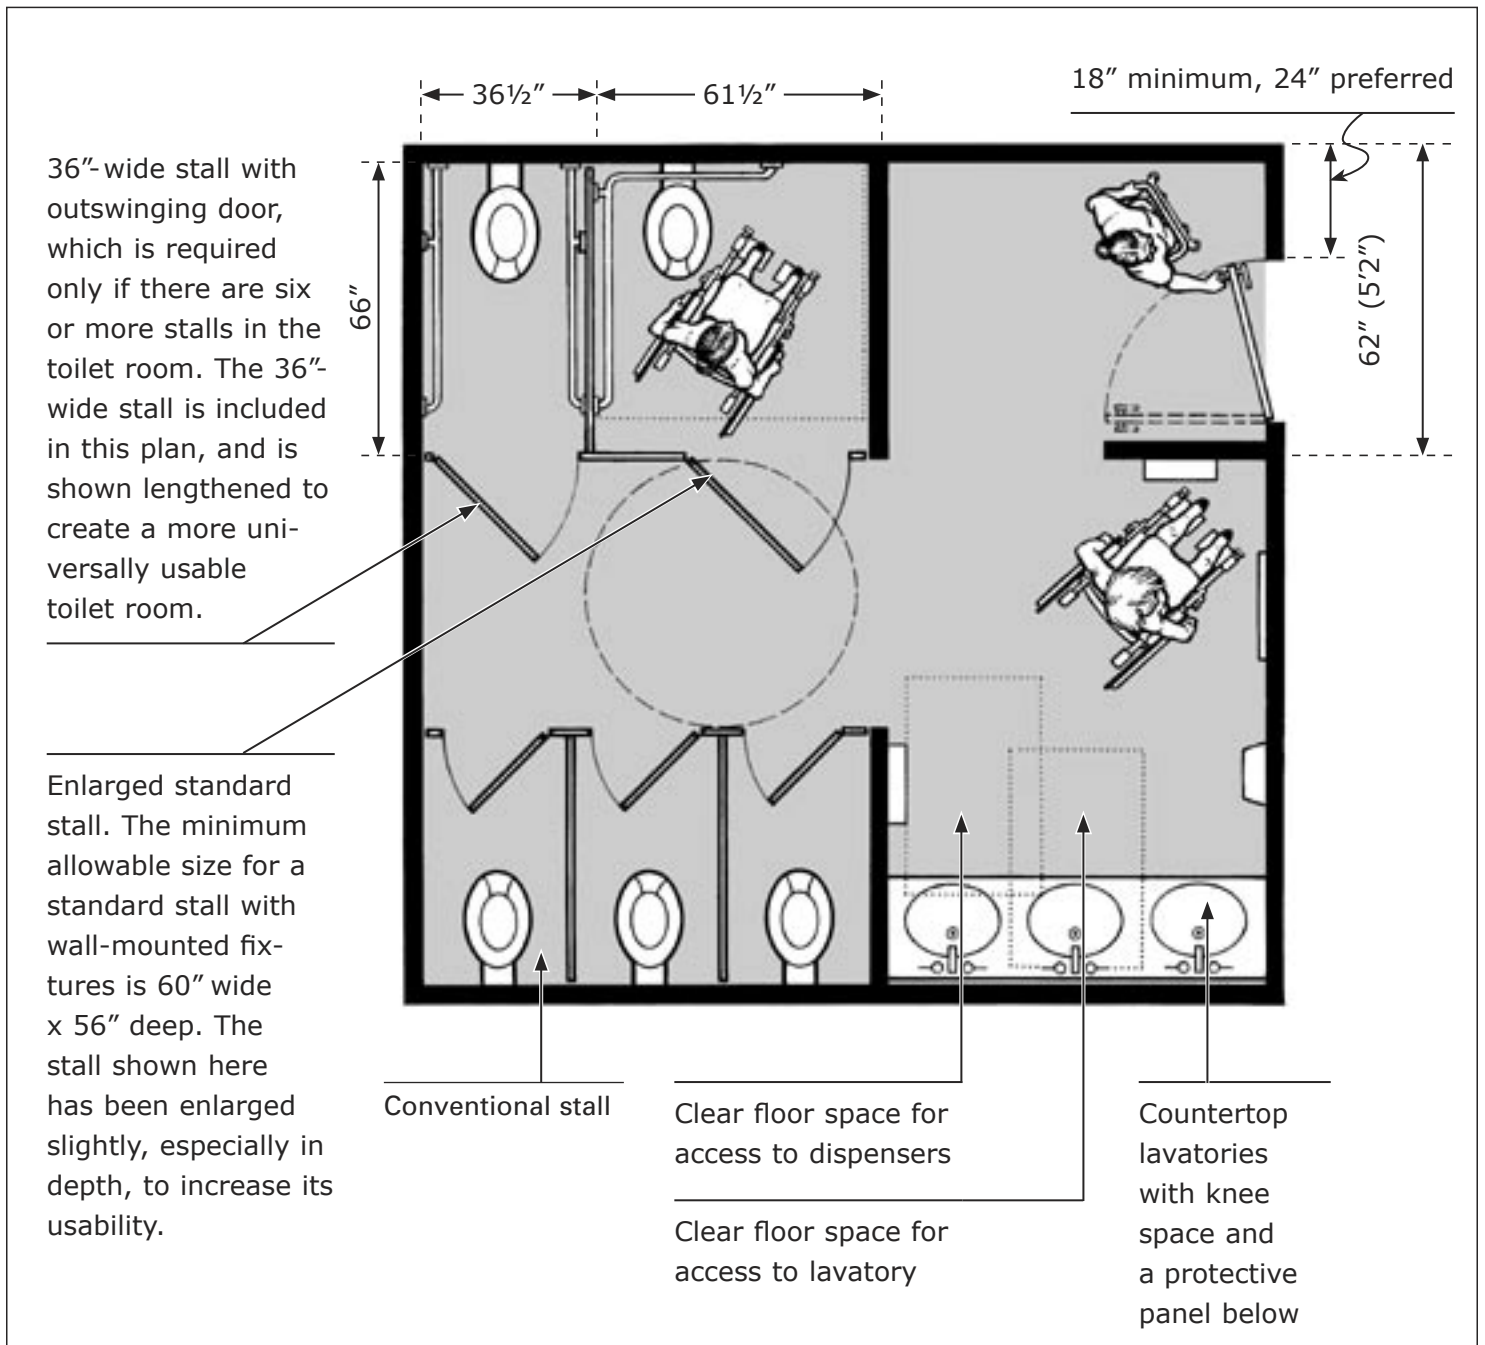 36½″
61½″
18″ minimum, 24″ preferred
36″-wide stall with
outswinging door,
which is required
only if there are six
or more stalls in the
toilet room. The 36″-
wide stall is included
in this plan, and is
shown lengthened to
create a more uni-
versally usable
toilet room.
66″
62″ (5′2″)
Enlarged standard
stall. The minimum
allowable size for a
standard stall with
wall-mounted fix-
tures is 60″ wide
x 56″ deep. The
stall shown here
has been enlarged
slightly, especially in
depth, to increase its
usability.
Conventional stall
Clear floor space for
access to dispensers
Clear floor space for
access to lavatory
Countertop
lavatories
with knee
space and
a protective
panel below